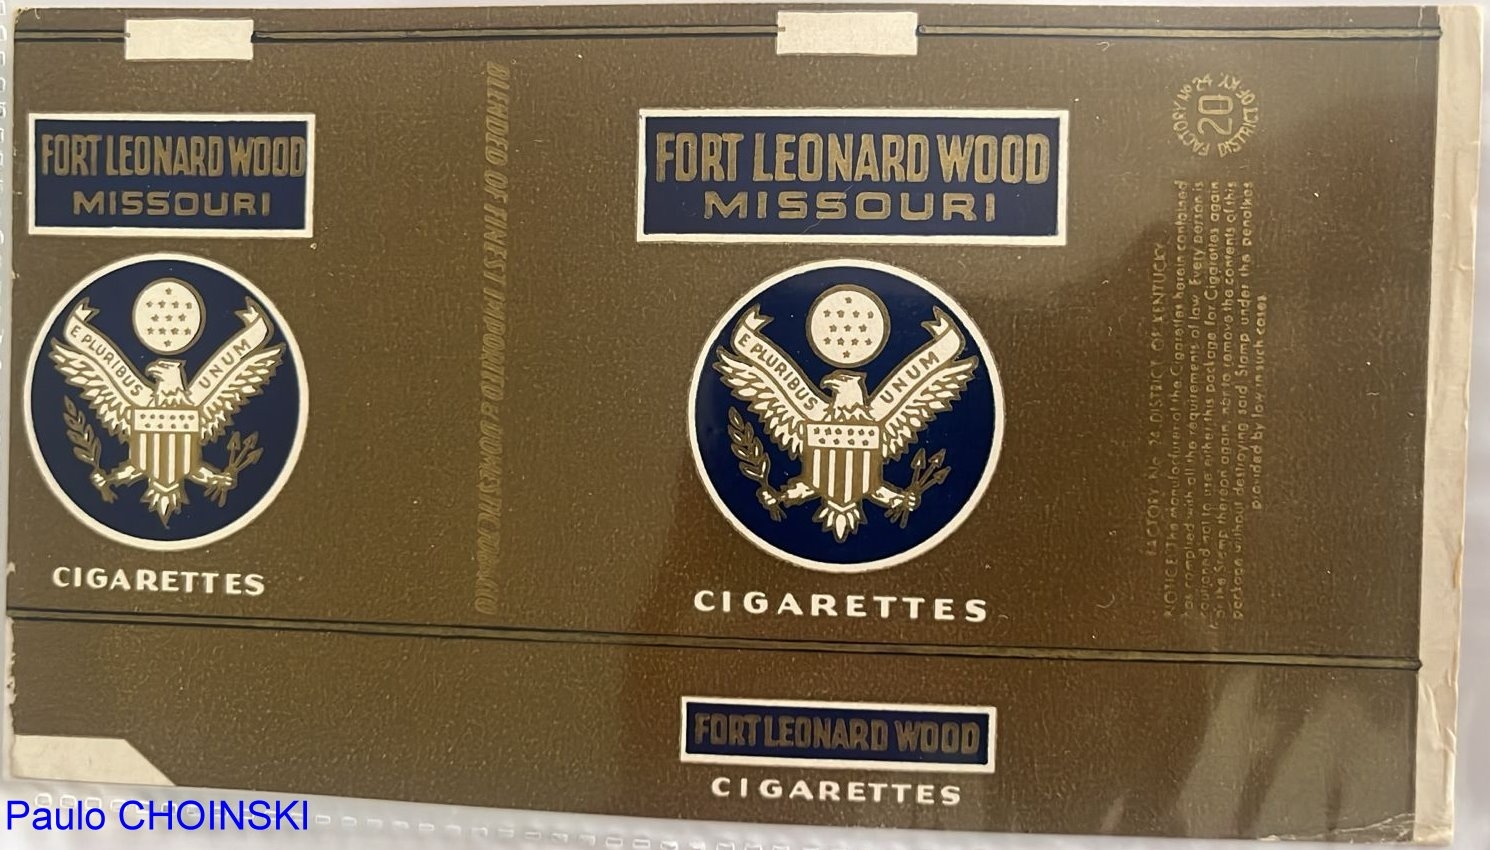 FORT LEONARD WOOD
MISSOURI
E PLURIBUS UNUM
CIGARETTES
BLENDED OF FINEST IMPORTED & DOMESTIC TOBACCO
FORT LEONARD WOOD
MISSOURI
E PLURIBUS UNUM
CIGARETTES
FORT LEONARD WOOD
CIGARETTES
FACTORY No 24 DISTRICT OF KY
20
FACTORY No. 24 DISTRICT OF KENTUCKY
NOTICE: The manufacturer of the Cigarettes herein contained
has complied with all the requirements of law. Every person is
cautioned not to use either this package for Cigarettes again
or the Stamp thereon again, nor to remove the contents of this
package without destroying said Stamp under the penalties
provided by law in such cases
Paulo CHOINSKI